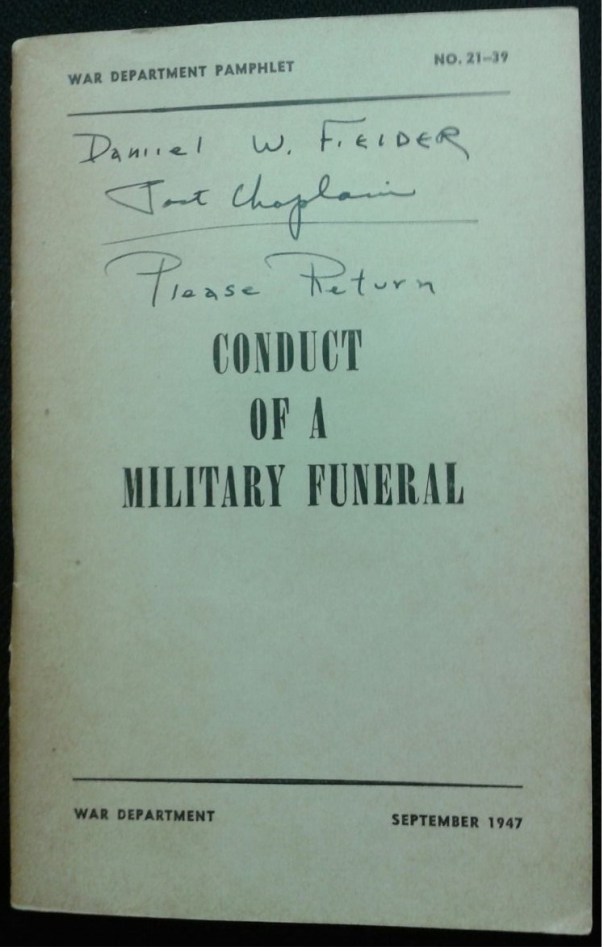 WAR DEPARTMENT PAMPHLET NO. 21-39
Daniel W. FIELDER
Post Chaplain
Please Return
CONDUCT
OF A
MILITARY FUNERAL
WAR DEPARTMENT SEPTEMBER 1947